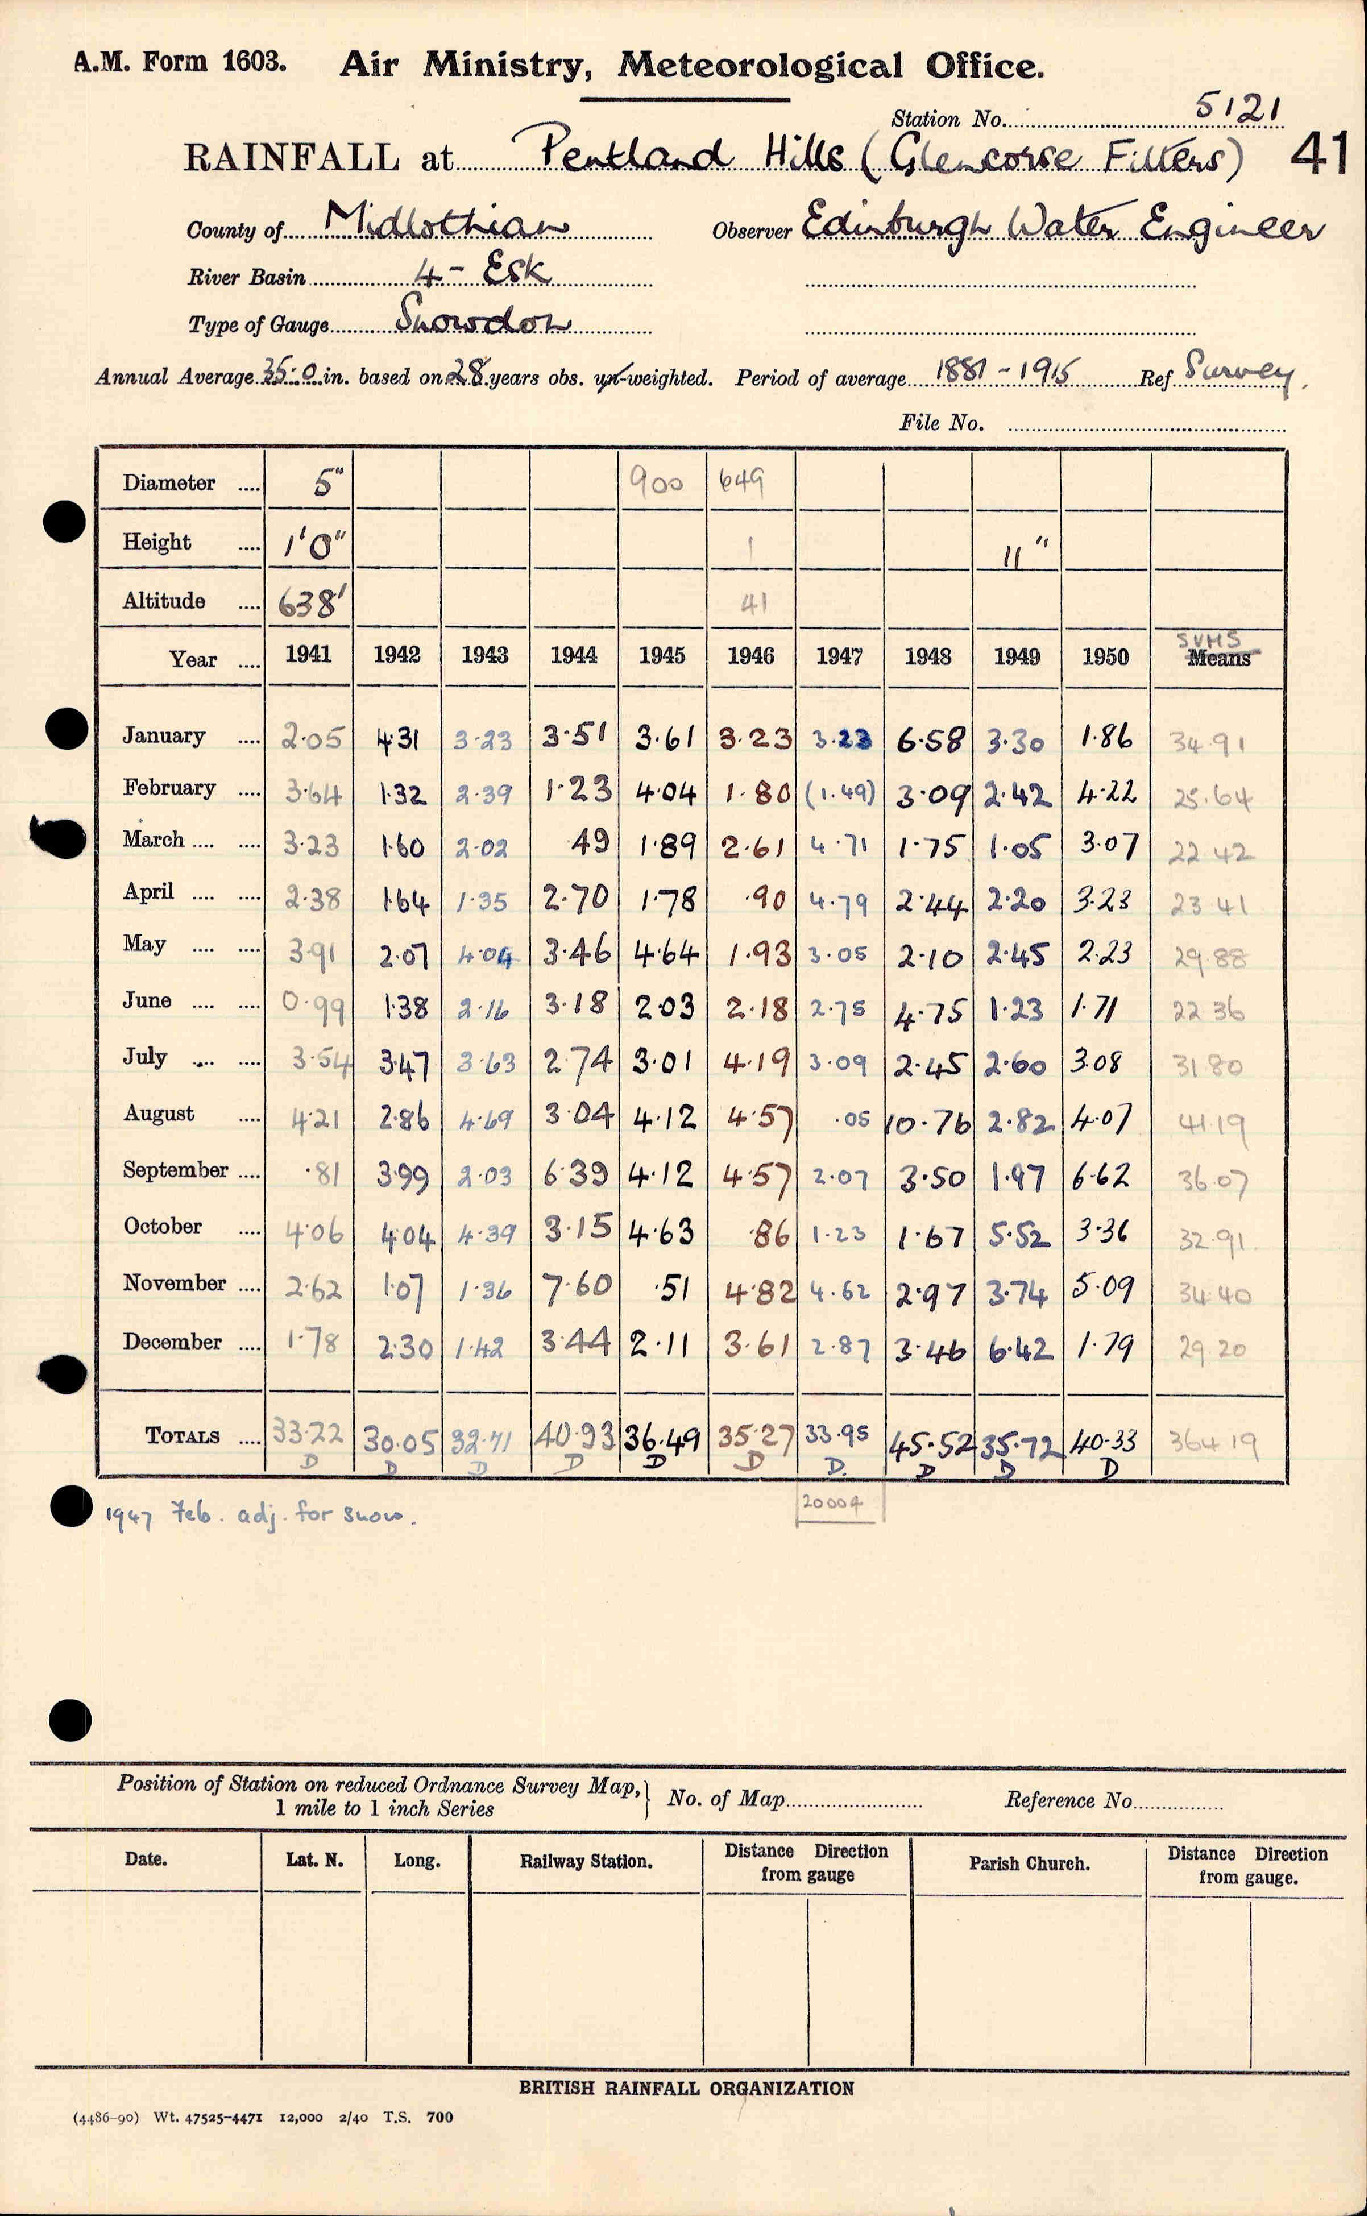 A.M. Form 1603. Air Ministry, Meteorological Office.
Station No. 5121
RAINFALL at Pentland Hills (Glencorse Filters) 41
County of Midlothian Observer Edinburgh Water Engineer
River Basin 4 - Esk
Type of Gauge Snowdon
Annual Average 35.0 in. based on 28 years obs. un-weighted. Period of average 1881 - 1915 Ref Survey.
File No.
Diameter .... 5" 900 649
Height .... 1'0" 1 11"
Altitude .... 638' 41
Year .... 1941 1942 1943 1944 1945 1946 1947 1948 1949 1950 Means SUMS
January .... 2.05 4.31 3.23 3.51 3.61 3.23 3.23 6.58 3.30 1.86 34.91
February .... 3.64 1.32 2.39 1.23 4.04 1.80 (1.49) 3.09 2.42 4.22 25.64
March .... .... 3.23 1.60 2.02 49 1.89 2.61 4.71 1.75 1.05 3.07 22.42
April .... .... 2.38 1.64 1.35 2.70 1.78 .90 4.79 2.44 2.20 3.23 23.41
May .... .... 3.91 2.07 4.04 3.46 4.64 1.93 3.05 2.10 2.45 2.23 29.88
June .... .... 0.99 1.38 2.16 3.18 2.03 2.18 2.75 4.75 1.23 1.71 22.36
July .... .... 3.54 3.47 3.63 2.74 3.01 4.19 3.09 2.45 2.60 3.08 31.80
August .... 4.21 2.86 4.69 3.04 4.12 4.57 .05 10.76 2.82 4.07 41.19
September .... .81 3.99 2.03 6.39 4.12 4.57 2.07 3.50 1.97 6.62 36.07
October .... 4.06 4.04 4.39 3.15 4.63 .86 1.23 1.67 5.52 3.36 32.91
November .... 2.62 1.07 1.36 7.60 .51 4.82 4.62 2.97 3.74 5.09 34.40
December .... 1.78 2.30 1.42 3.44 2.11 3.61 2.87 3.46 6.42 1.79 29.20
TOTALS .... 33.22 30.05 32.71 40.93 36.49 35.27 33.95 45.52 35.72 40.33 364.19
D D D D D D D. D D D
1947 Feb. adj. for snow. 20004
Position of Station on reduced Ordnance Survey Map, 1 mile to 1 inch Series } No. of Map Reference No.
Date. Lat. N. Long. Railway Station. Distance Direction from gauge Parish Church. Distance Direction from gauge.
BRITISH RAINFALL ORGANIZATION
(4486-90) Wt. 47525-4471 12,000 2/40 T.S. 700